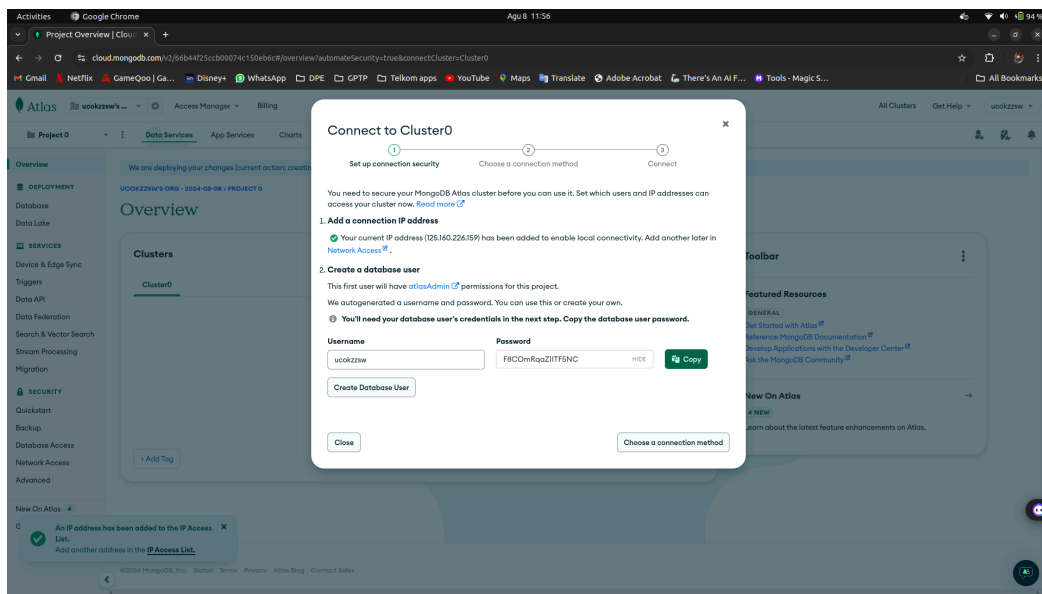 Activities Google Chrome Agu 8 11:56 94 %
Project Overview | Cloud
cloud.mongodb.com/v2/66b44f25ccb00074c150eb6c#/overview?automateSecurity=true&connectCluster=Cluster0
Gmail Netflix GameQoo | Ga... Disney+ WhatsApp DPE GPTP Telkom apps YouTube Maps Translate Adobe Acrobat There's An AI F... Tools - Magic S... All Bookmarks
Atlas ucokzzsw's ... Access Manager Billing All Clusters Get Help ucokzzsw
Project 0 Data Services App Services Charts
Overview
DEPLOYMENT
Database
Data Lake
SERVICES
Device & Edge Sync
Triggers
Data API
Data Federation
Search & Vector Search
Stream Processing
Migration
SECURITY
Quickstart
Backup
Database Access
Network Access
Advanced
New On Atlas 4
We are deploying your changes (current action: creatin
UCOKZZSW'S ORG - 2024-08-08 > PROJECT 0
Overview
Clusters
Cluster0
+ Add Tag
Connect to Cluster0
1 2 3
Set up connection security Choose a connection method Connect
You need to secure your MongoDB Atlas cluster before you can use it. Set which users and IP addresses can
access your cluster now. Read more
1. Add a connection IP address
Your current IP address (125.160.226.159) has been added to enable local connectivity. Add another later in
Network Access .
2. Create a database user
This first user will have atlasAdmin permissions for this project.
We autogenerated a username and password. You can use this or create your own.
You'll need your database user's credentials in the next step. Copy the database user password.
Username Password
ucokzzsw HIDE Copy
Create Database User
Close Choose a connection method
Toolbar
Featured Resources
GENERAL
Get Started with Atlas
Reference MongoDB Documentation
Develop Applications with the Developer Center
Ask the MongoDB Community
New On Atlas
4 NEW
Learn about the latest feature enhancements on Atlas.
An IP address has been added to the IP Access
List.
Add another address in the IP Access List.
©2024 MongoDB, Inc. Status Terms Privacy Atlas Blog Contact Sales